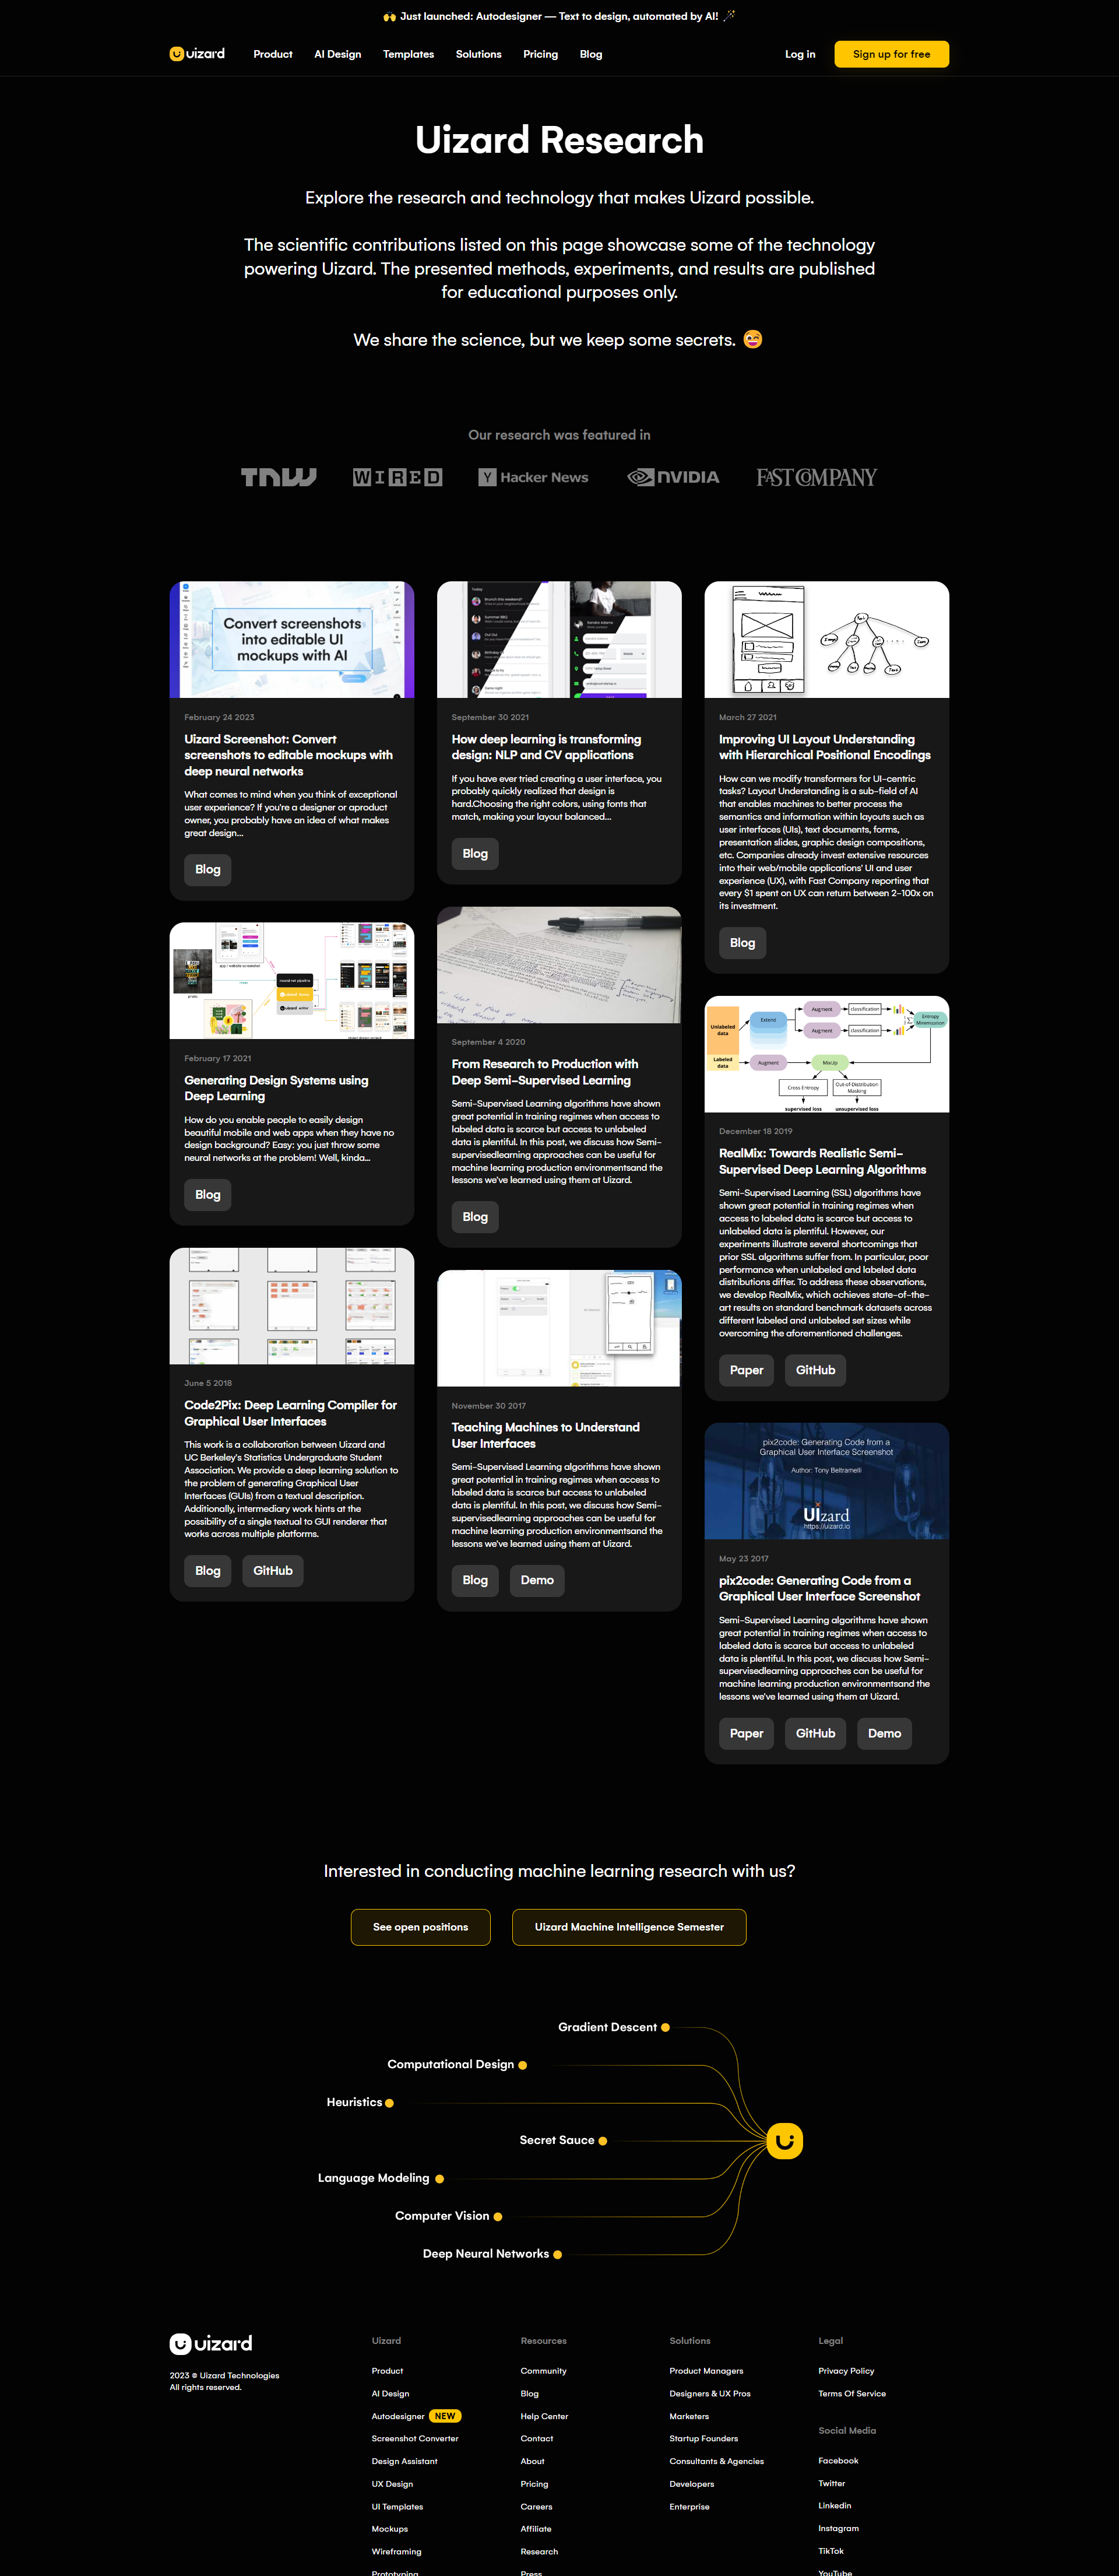 🙌 Just launched: Autodesigner — Text to design, automated by AI! 🪄
uizard
Product
AI Design
Templates
Solutions
Pricing
Blog
Log in
Sign up for free
Uizard Research
Explore the research and technology that makes Uizard possible.
The scientific contributions listed on this page showcase some of the technology
powering Uizard. The presented methods, experiments, and results are published
for educational purposes only.
We share the science, but we keep some secrets. 😉
Our research was featured in
TNW
WIRED
Y Hacker News
NVIDIA
FAST COMPANY
Convert screenshots
into editable UI
mockups with AI
February 24 2023
Uizard Screenshot: Convert
screenshots to editable mockups with
deep neural networks
What comes to mind when you think of exceptional
user experience? If you're a designer or aproduct
owner, you probably have an idea of what makes
great design...
Blog
app / website screenshot
photo
February 17 2021
Generating Design Systems using
Deep Learning
How do you enable people to easily design
beautiful mobile and web apps when they have no
design background? Easy: you just throw some
neural networks at the problem! Well, kinda...
Blog
June 5 2018
Code2Pix: Deep Learning Compiler for
Graphical User Interfaces
This work is a collaboration between Uizard and
UC Berkeley's Statistics Undergraduate Student
Association. We provide a deep learning solution to
the problem of generating Graphical User
Interfaces (GUIs) from a textual description.
Additionally, intermediary work hints at the
possibility of a single textual to GUI renderer that
works across multiple platforms.
Blog
GitHub
Today
September 30 2021
How deep learning is transforming
design: NLP and CV applications
If you have ever tried creating a user interface, you
probably quickly realized that design is
hard.Choosing the right colors, using fonts that
match, making your layout balanced...
Blog
September 4 2020
From Research to Production with
Deep Semi-Supervised Learning
Semi-Supervised Learning algorithms have shown
great potential in training regimes when access to
labeled data is scarce but access to unlabeled
data is plentiful. In this post, we discuss how Semi-
supervisedlearning approaches can be useful for
machine learning production environmentsand the
lessons we've learned using them at Uizard.
Blog
November 30 2017
Teaching Machines to Understand
User Interfaces
Semi-Supervised Learning algorithms have shown
great potential in training regimes when access to
labeled data is scarce but access to unlabeled
data is plentiful. In this post, we discuss how Semi-
supervisedlearning approaches can be useful for
machine learning production environmentsand the
lessons we've learned using them at Uizard.
Blog
Demo
March 27 2021
Improving UI Layout Understanding
with Hierarchical Positional Encodings
How can we modify transformers for UI-centric
tasks? Layout Understanding is a sub-field of AI
that enables machines to better process the
semantics and information within layouts such as
user interfaces (UIs), text documents, forms,
presentation slides, graphic design compositions,
etc. Companies already invest extensive resources
into their web/mobile applications' UI and user
experience (UX), with Fast Company reporting that
every $1 spent on UX can return between 2-100x on
its investment.
Blog
Unlabeled
data
Extend
Augment
classification
Augment
classification
Entropy
Minimization
Labeled
data
Augment
MixUp
Cross Entropy
Out-of-Distribution
Masking
supervised loss
unsupervised loss
December 18 2019
RealMix: Towards Realistic Semi-
Supervised Deep Learning Algorithms
Semi-Supervised Learning (SSL) algorithms have
shown great potential in training regimes when
access to labeled data is scarce but access to
unlabeled data is plentiful. However, our
experiments illustrate several shortcomings that
prior SSL algorithms suffer from. In particular, poor
performance when unlabeled and labeled data
distributions differ. To address these observations,
we develop RealMix, which achieves state-of-the-
art results on standard benchmark datasets across
different labeled and unlabeled set sizes while
overcoming the aforementioned challenges.
Paper
GitHub
pix2code: Generating Code from a
Graphical User Interface Screenshot
Author: Tony Beltramelli
UIzard
https://uizard.io
May 23 2017
pix2code: Generating Code from a
Graphical User Interface Screenshot
Semi-Supervised Learning algorithms have shown
great potential in training regimes when access to
labeled data is scarce but access to unlabeled
data is plentiful. In this post, we discuss how Semi-
supervisedlearning approaches can be useful for
machine learning production environmentsand the
lessons we've learned using them at Uizard.
Paper
GitHub
Demo
Interested in conducting machine learning research with us?
See open positions
Uizard Machine Intelligence Semester
Gradient Descent
Computational Design
Heuristics
Secret Sauce
Language Modeling
Computer Vision
Deep Neural Networks
uizard
2023 © Uizard Technologies
All rights reserved.
Uizard
Product
AI Design
Autodesigner NEW
Screenshot Converter
Design Assistant
UX Design
UI Templates
Mockups
Wireframing
Prototyping
Resources
Community
Blog
Help Center
Contact
About
Pricing
Careers
Affiliate
Research
Press
Solutions
Product Managers
Designers & UX Pros
Marketers
Startup Founders
Consultants & Agencies
Developers
Enterprise
Legal
Privacy Policy
Terms Of Service
Social Media
Facebook
Twitter
Linkedin
Instagram
TikTok
YouTube